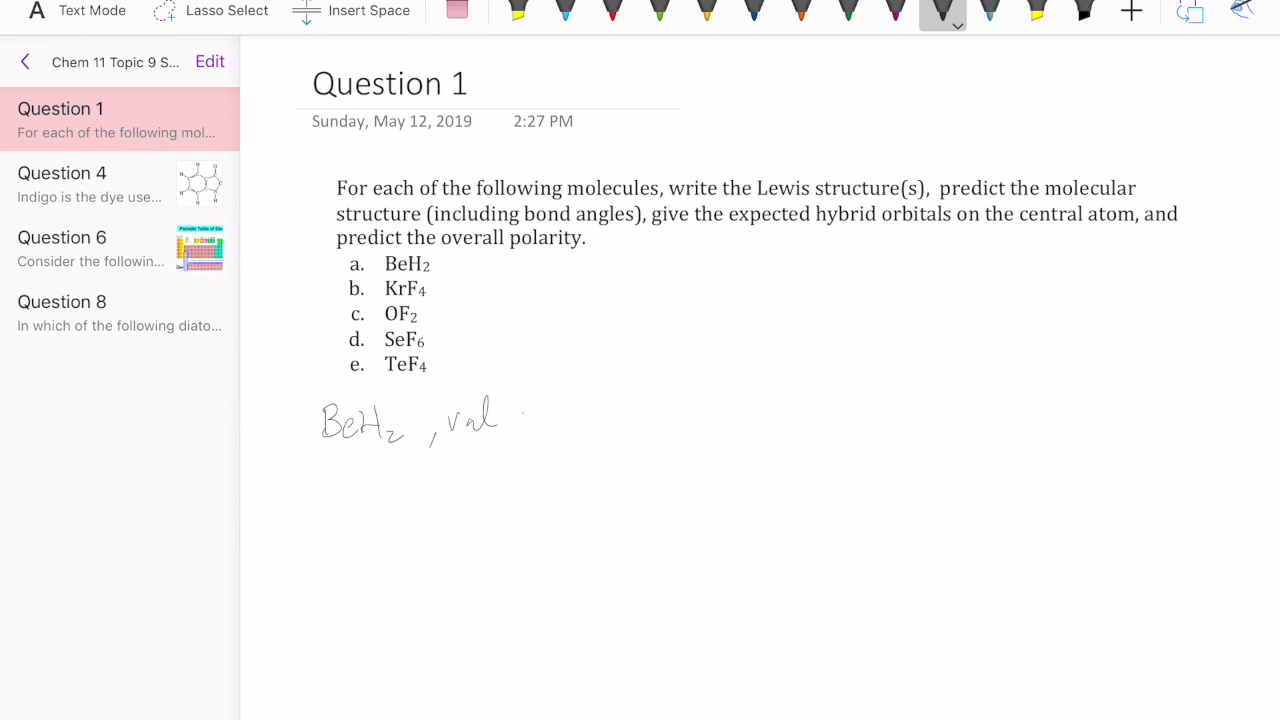 Text Mode Lasso Select Insert Space
Chem 11 Topic 9 S... Edit
Question 1
For each of the following mol...
Question 4
Indigo is the dye use...
Question 6
Consider the followin...
Question 8
In which of the following diato...
Question 1
Sunday, May 12, 2019 2:27 PM
For each of the following molecules, write the Lewis structure(s), predict the molecular
structure (including bond angles), give the expected hybrid orbitals on the central atom, and
predict the overall polarity.
a. BeH₂
b. KrF₄
c. OF₂
d. SeF₆
e. TeF₄
BeH₂ , val